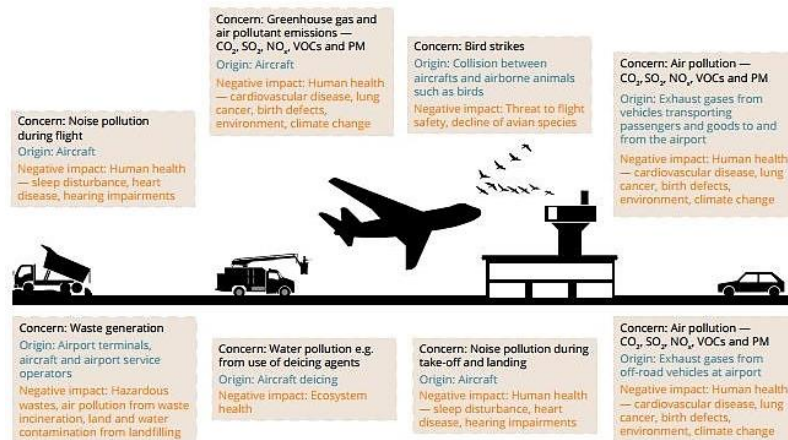 Concern: Greenhouse gas and
air pollutant emissions —
CO₂, SO₂, NOₓ, VOCs and PM
Origin: Aircraft
Negative impact: Human health
— cardiovascular disease, lung
cancer, birth defects,
environment, climate change
Concern: Bird strikes
Origin: Collision between
aircrafts and airborne animals
such as birds
Negative impact: Threat to flight
safety, decline of avian species
Concern: Air pollution —
CO₂, SO₂, NOₓ, VOCs and PM
Origin: Exhaust gases from
vehicles transporting
passengers and goods to and
from the airport
Negative impact: Human health
— cardiovascular disease, lung
cancer, birth defects,
environment, climate change
Concern: Noise pollution
during flight
Origin: Aircraft
Negative impact: Human health
— sleep disturbance, heart
disease, hearing impairments
Concern: Waste generation
Origin: Airport terminals,
aircraft and airport service
operators
Negative impact: Hazardous
wastes, air pollution from waste
incineration, land and water
contamination from landfilling
Concern: Water pollution e.g.
from use of deicing agents
Origin: Aircraft deicing
Negative impact: Ecosystem
health
Concern: Noise pollution during
take-off and landing
Origin: Aircraft
Negative impact: Human health
— sleep disturbance, heart
disease, hearing impairments
Concern: Air pollution —
CO₂, SO₂, NOₓ, VOCs and PM
Origin: Exhaust gases from
off-road vehicles at airport
Negative impact: Human health
— cardiovascular disease, lung
cancer, birth defects,
environment, climate change